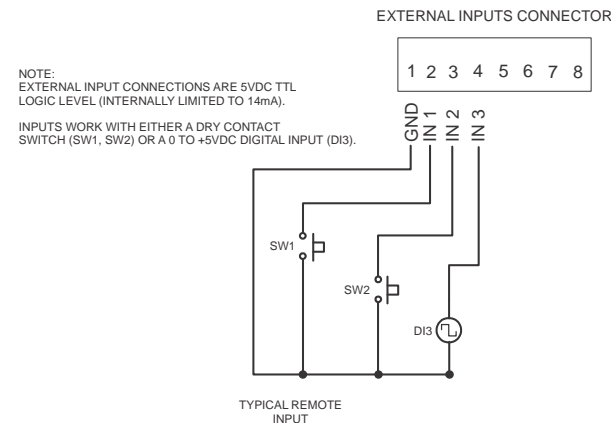 EXTERNAL INPUTS CONNECTOR
1 2 3 4 5 6 7 8
NOTE:
EXTERNAL INPUT CONNECTIONS ARE 5VDC TTL
LOGIC LEVEL (INTERNALLY LIMITED TO 14mA).
INPUTS WORK WITH EITHER A DRY CONTACT
SWITCH (SW1, SW2) OR A 0 TO +5VDC DIGITAL INPUT (DI3).
GND
IN 1
IN 2
IN 3
SW1
SW2
DI3
TYPICAL REMOTE
INPUT